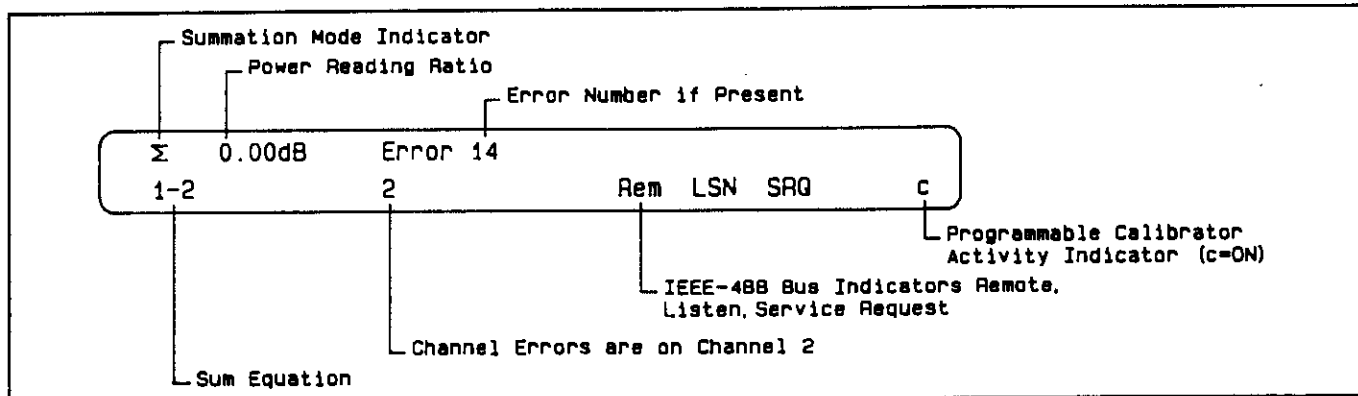 Summation Mode Indicator
Power Reading Ratio
Error Number if Present
Σ 0.00dB Error 14
1-2 2 Rem LSN SRQ c
Programmable Calibrator
Activity Indicator (c=ON)
IEEE-488 Bus Indicators Remote,
Listen, Service Request
Channel Errors are on Channel 2
Sum Equation